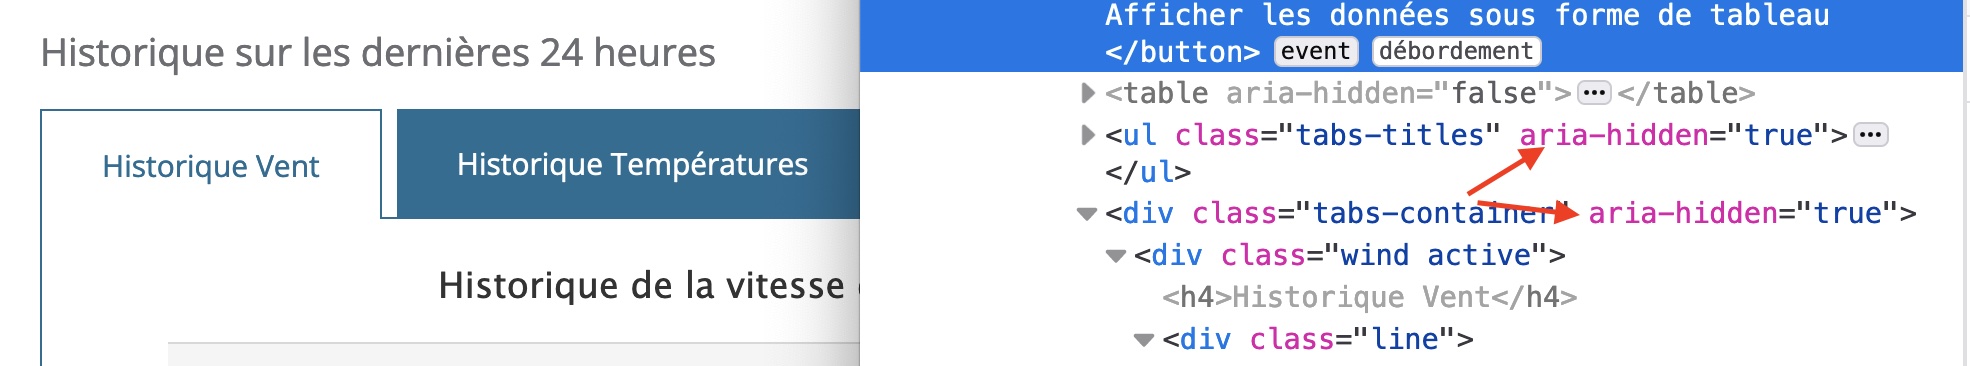 Historique sur les dernières 24 heures
Historique Vent
Historique Températures
Historique de la vitesse
Afficher les données sous forme de tableau
</button> event débordement
<table aria-hidden="false"> ••• </table>
<ul class="tabs-titles" aria-hidden="true"> •••
</ul>
<div class="tabs-container" aria-hidden="true">
<div class="wind active">
<h4>Historique Vent</h4>
<div class="line">